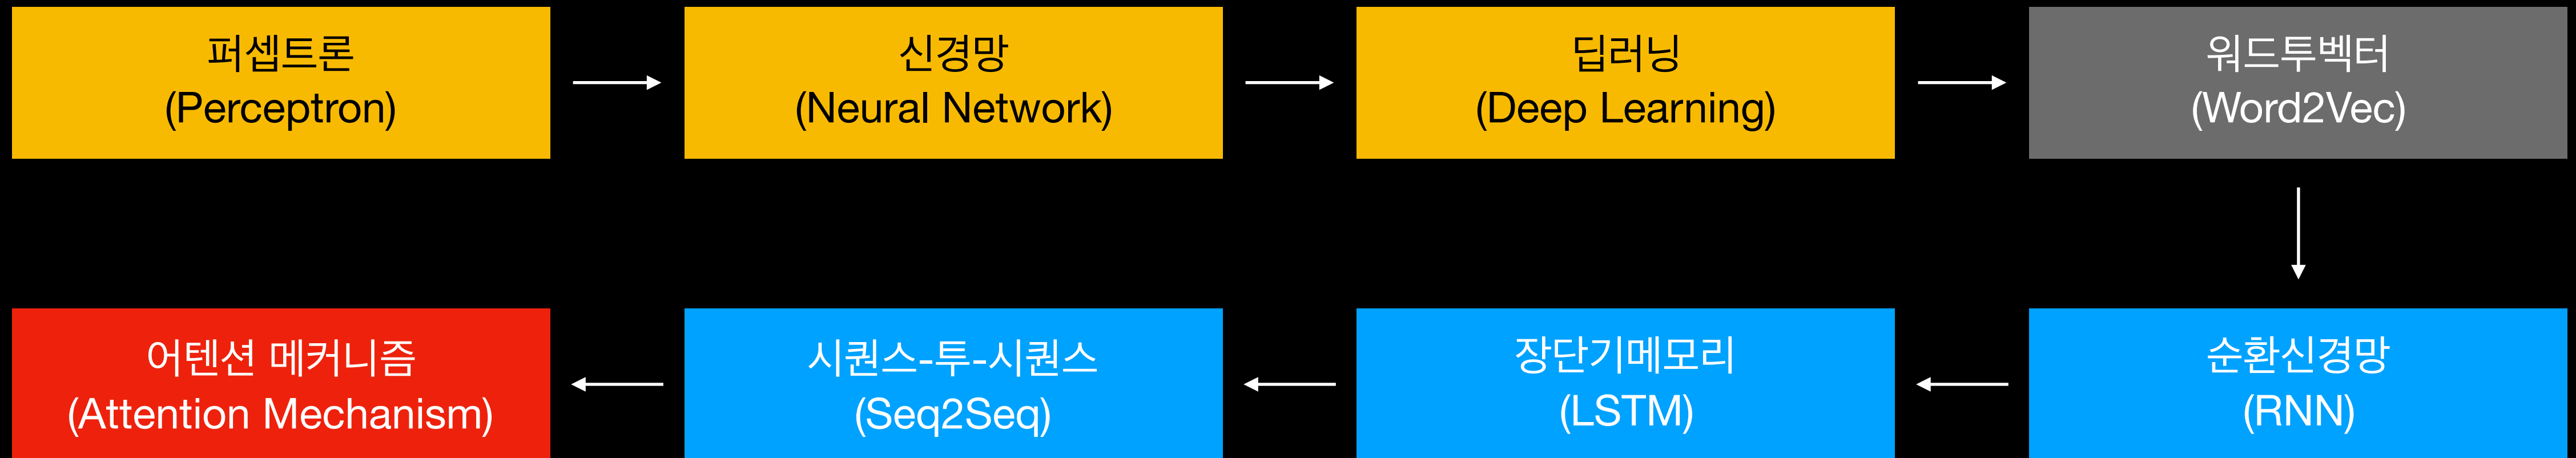 퍼셉트론
(Perceptron)
신경망
(Neural Network)
딥러닝
(Deep Learning)
워드투벡터
(Word2Vec)
순환신경망
(RNN)
장단기메모리
(LSTM)
시퀀스-투-시퀀스
(Seq2Seq)
어텐션 메커니즘
(Attention Mechanism)